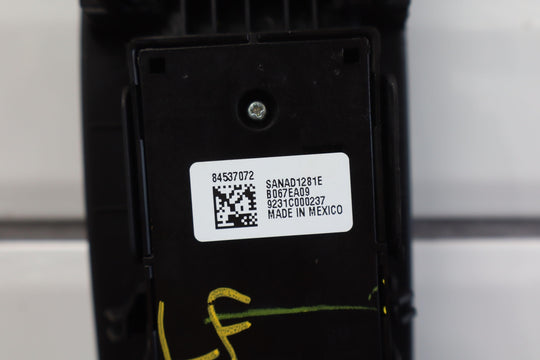 84537072
SANAD1281E
B067EA09
9231C000237
MADE IN MEXICO
LF